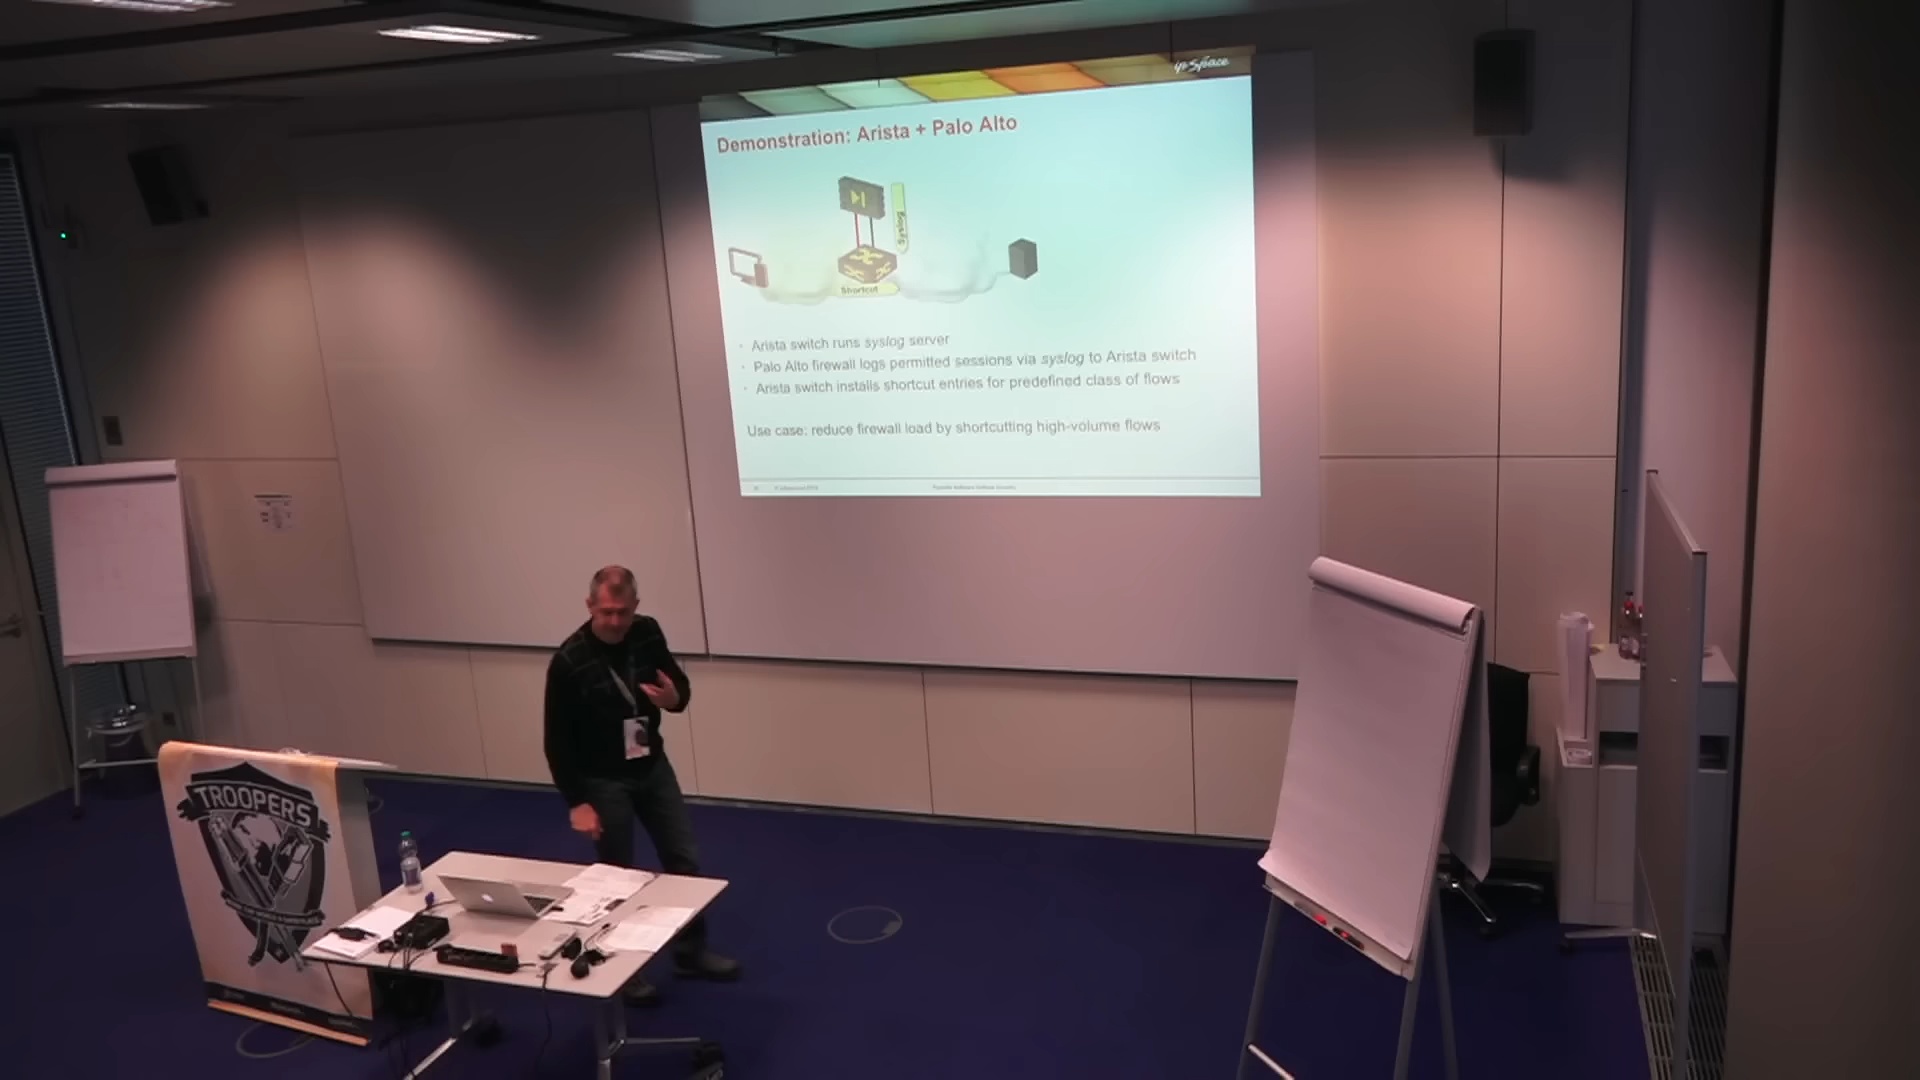 ipSpace
Demonstration: Arista + Palo Alto
Syslog
Shortcut
· Arista switch runs syslog server
· Palo Alto firewall logs permitted sessions via syslog to Arista switch
· Arista switch installs shortcut entries for predefined class of flows
Use case: reduce firewall load by shortcutting high-volume flows
TROOPERS